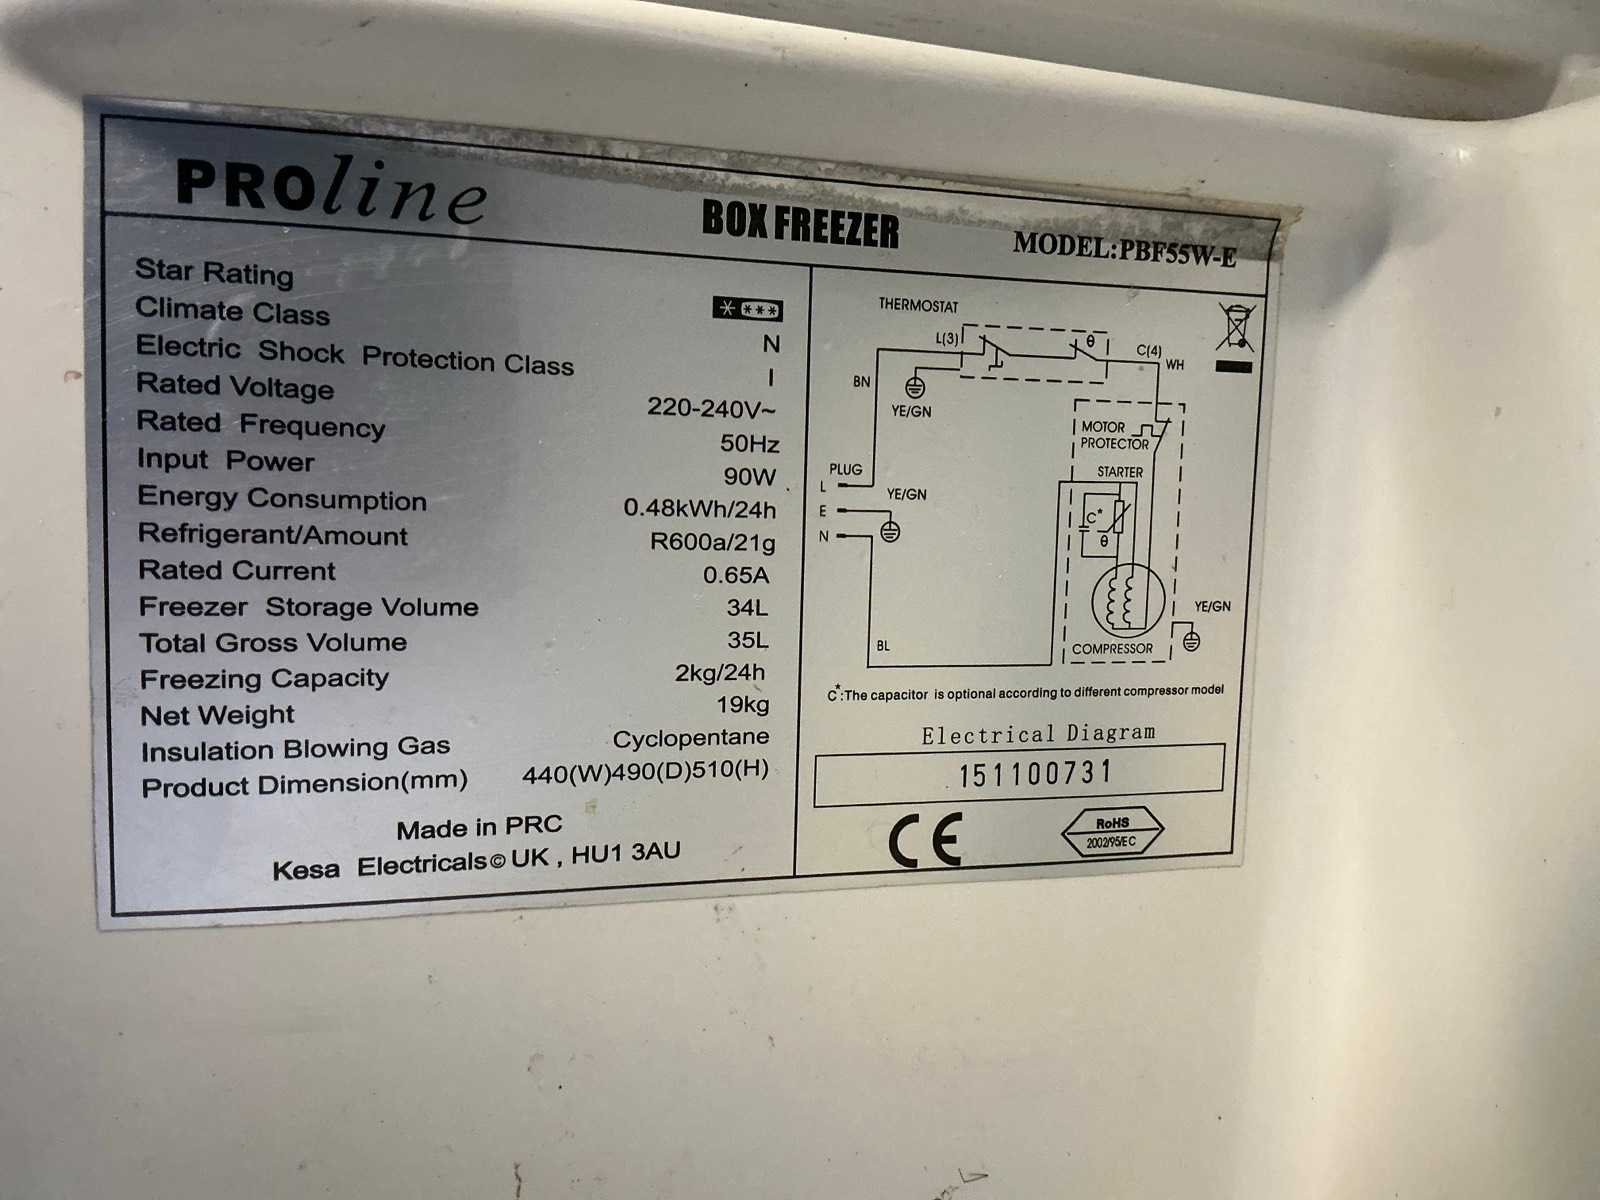 PROline
BOX FREEZER
MODEL:PBF55W-E
Star Rating
Climate Class N
Electric Shock Protection Class I
Rated Voltage 220-240V~
Rated Frequency 50Hz
Input Power 90W
Energy Consumption 0.48kWh/24h
Refrigerant/Amount R600a/21g
Rated Current 0.65A
Freezer Storage Volume 34L
Total Gross Volume 35L
Freezing Capacity 2kg/24h
Net Weight 19kg
Insulation Blowing Gas Cyclopentane
Product Dimension(mm) 440(W)490(D)510(H)
Made in PRC
Kesa Electricals© UK , HU1 3AU
THERMOSTAT
L(3)
θ
C(4)
WH
BN
YE/GN
MOTOR
PROTECTOR
STARTER
PLUG
L
YE/GN
E
N
C*
θ
YE/GN
BL
COMPRESSOR
C*:The capacitor is optional according to different compressor model
Electrical Diagram
151100731
CE
RoHS
2002/95/EC